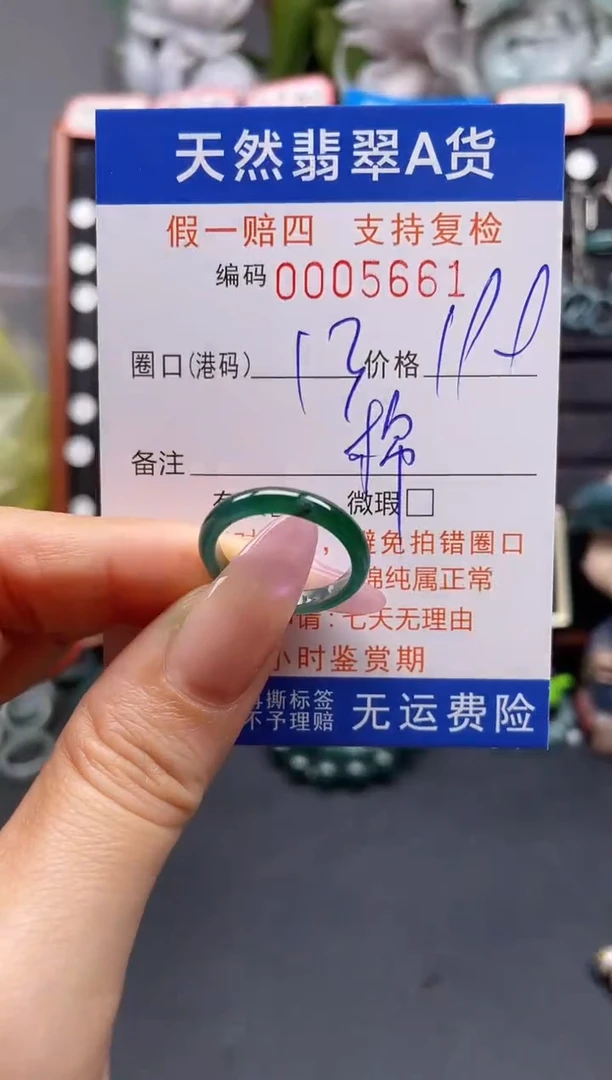 天然翡翠A货
假一赔四 支持复检
编码 0005661
圈口(港码) 13 价格
备注 棉
微瑕□
，避免拍错圈口
棉纯属正常
请：七天无理由
小时鉴赏期
撕标签
不予理赔
无运费险